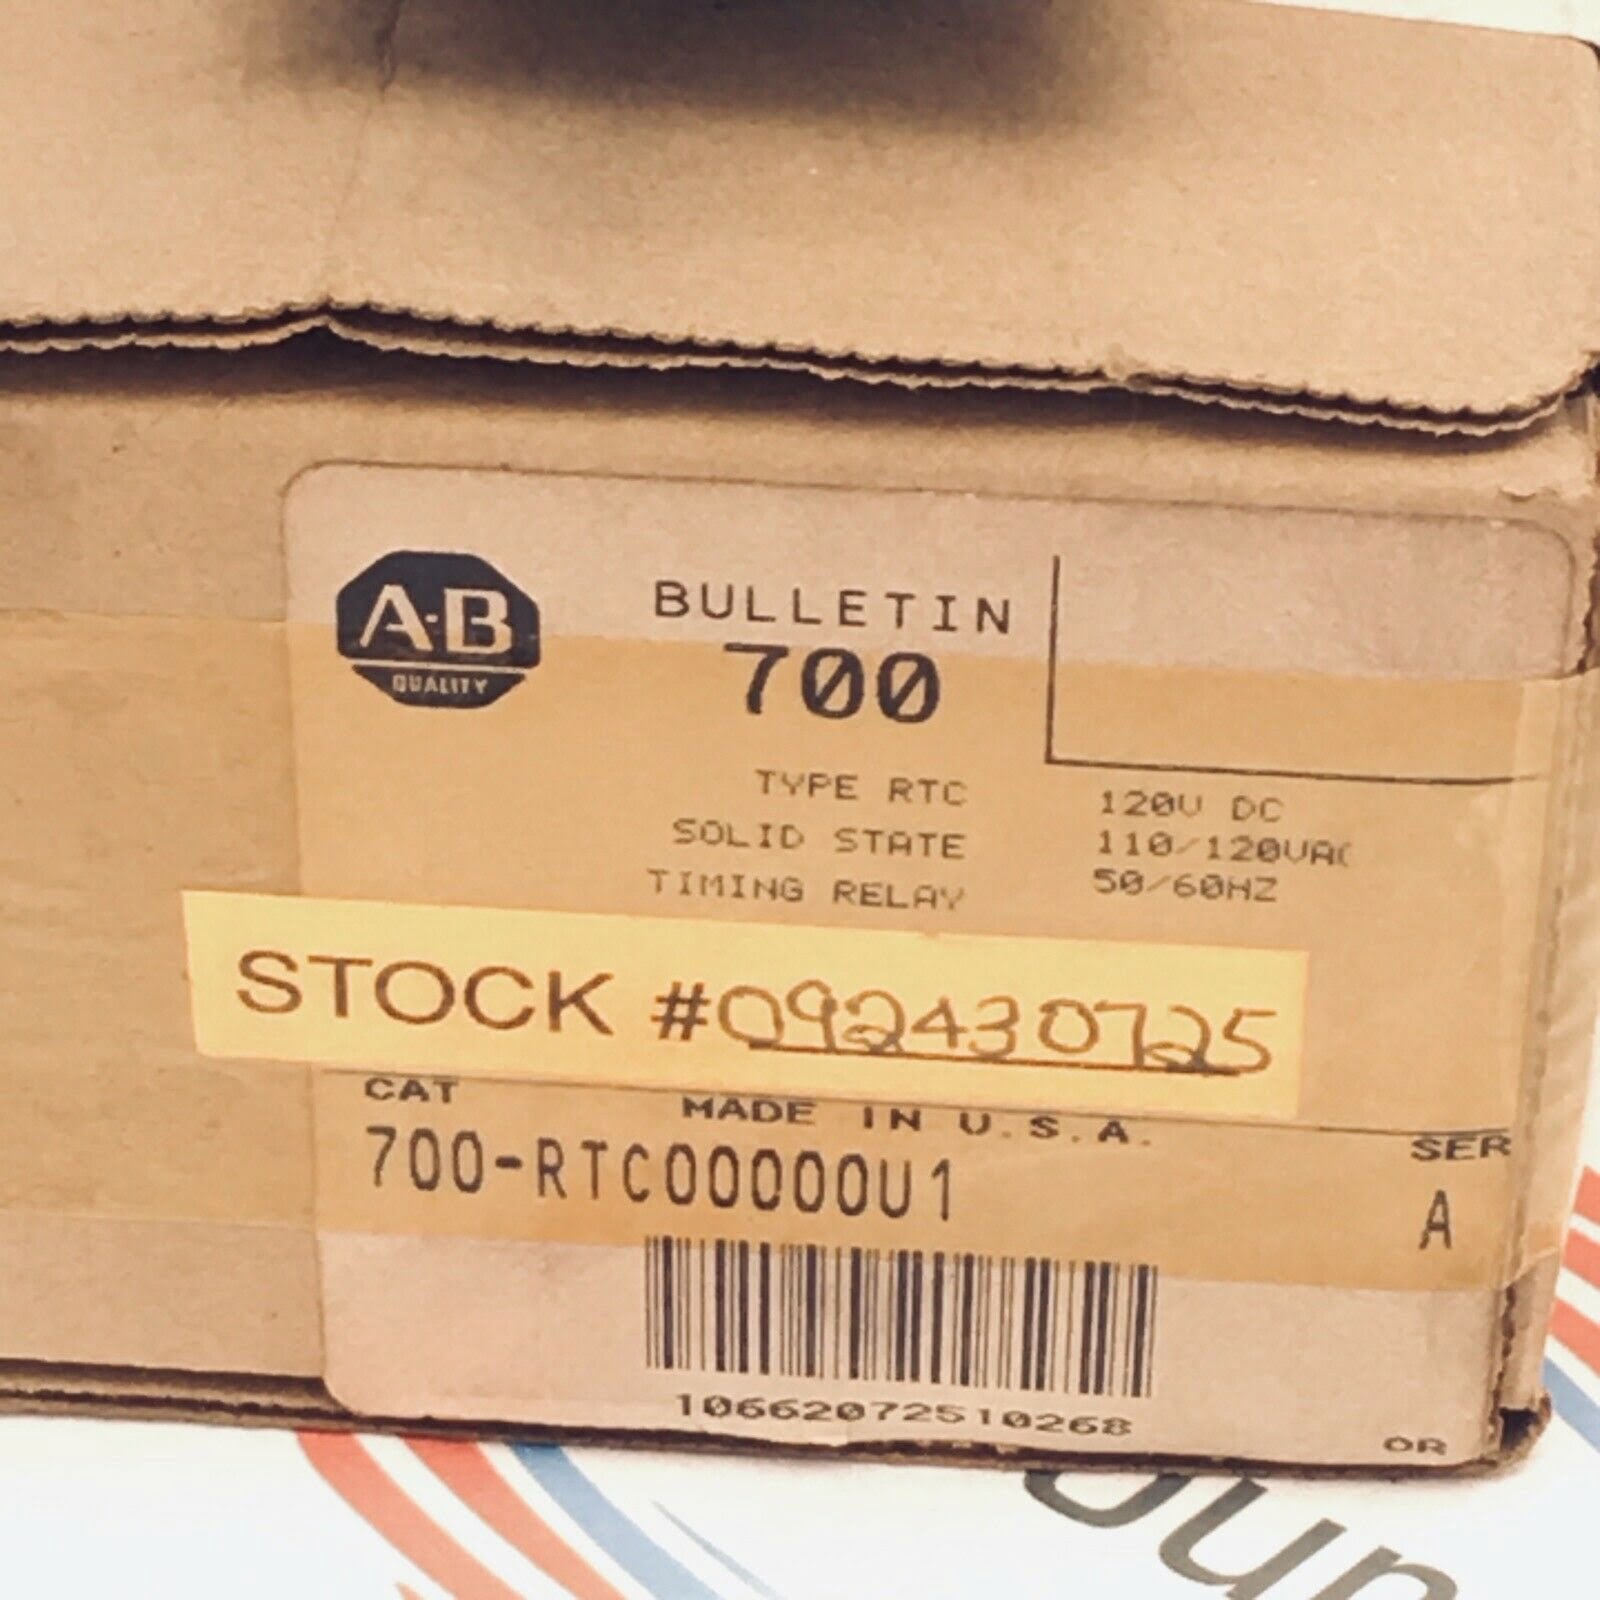 A-B
QUALITY
BULLETIN
700
TYPE RTC
SOLID STATE
TIMING RELAY
120V DC
110/120VAC
50/60HZ
STOCK #092430725
CAT
MADE IN U.S.A.
SER
700-RTC00000U1
A
10662072510268
OR